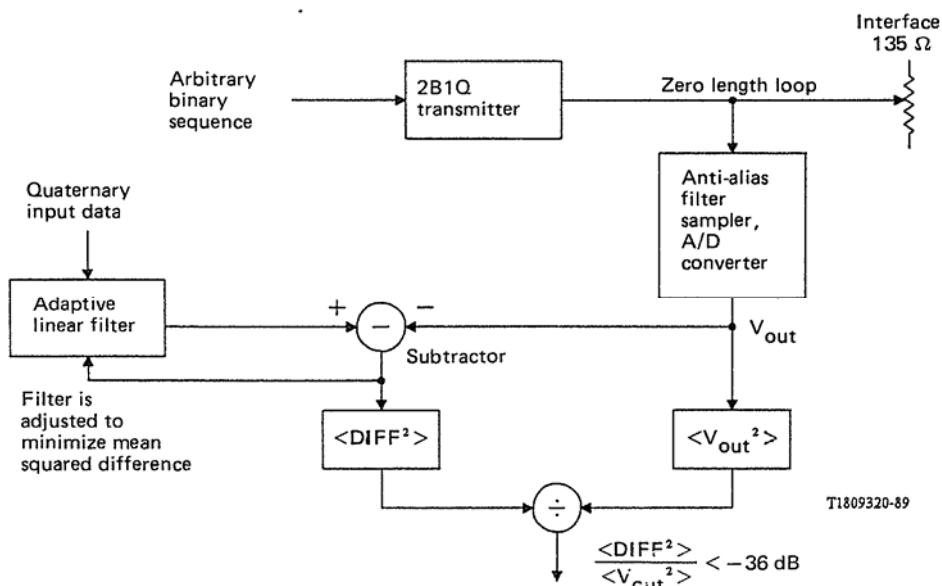 Interface
135 Ω
Arbitrary
binary
sequence
2B1Q
transmitter
Zero length loop
Anti-alias
filter
sampler,
A/D
converter
Quaternary
input data
Adaptive
linear filter
+
−
−
Subtractor
V_out
Filter is
adjusted to
minimize mean
squared difference
<DIFF²>
<V_out²>
÷
T1809320-89
<DIFF²>
<V_out²>
< −36 dB